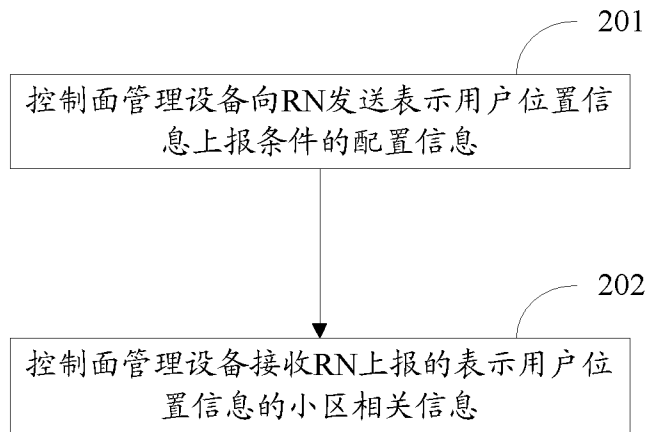 201
控制面管理设备向RN发送表示用户位置信
息上报条件的配置信息
202
控制面管理设备接收RN上报的表示用户位
置信息的小区相关信息